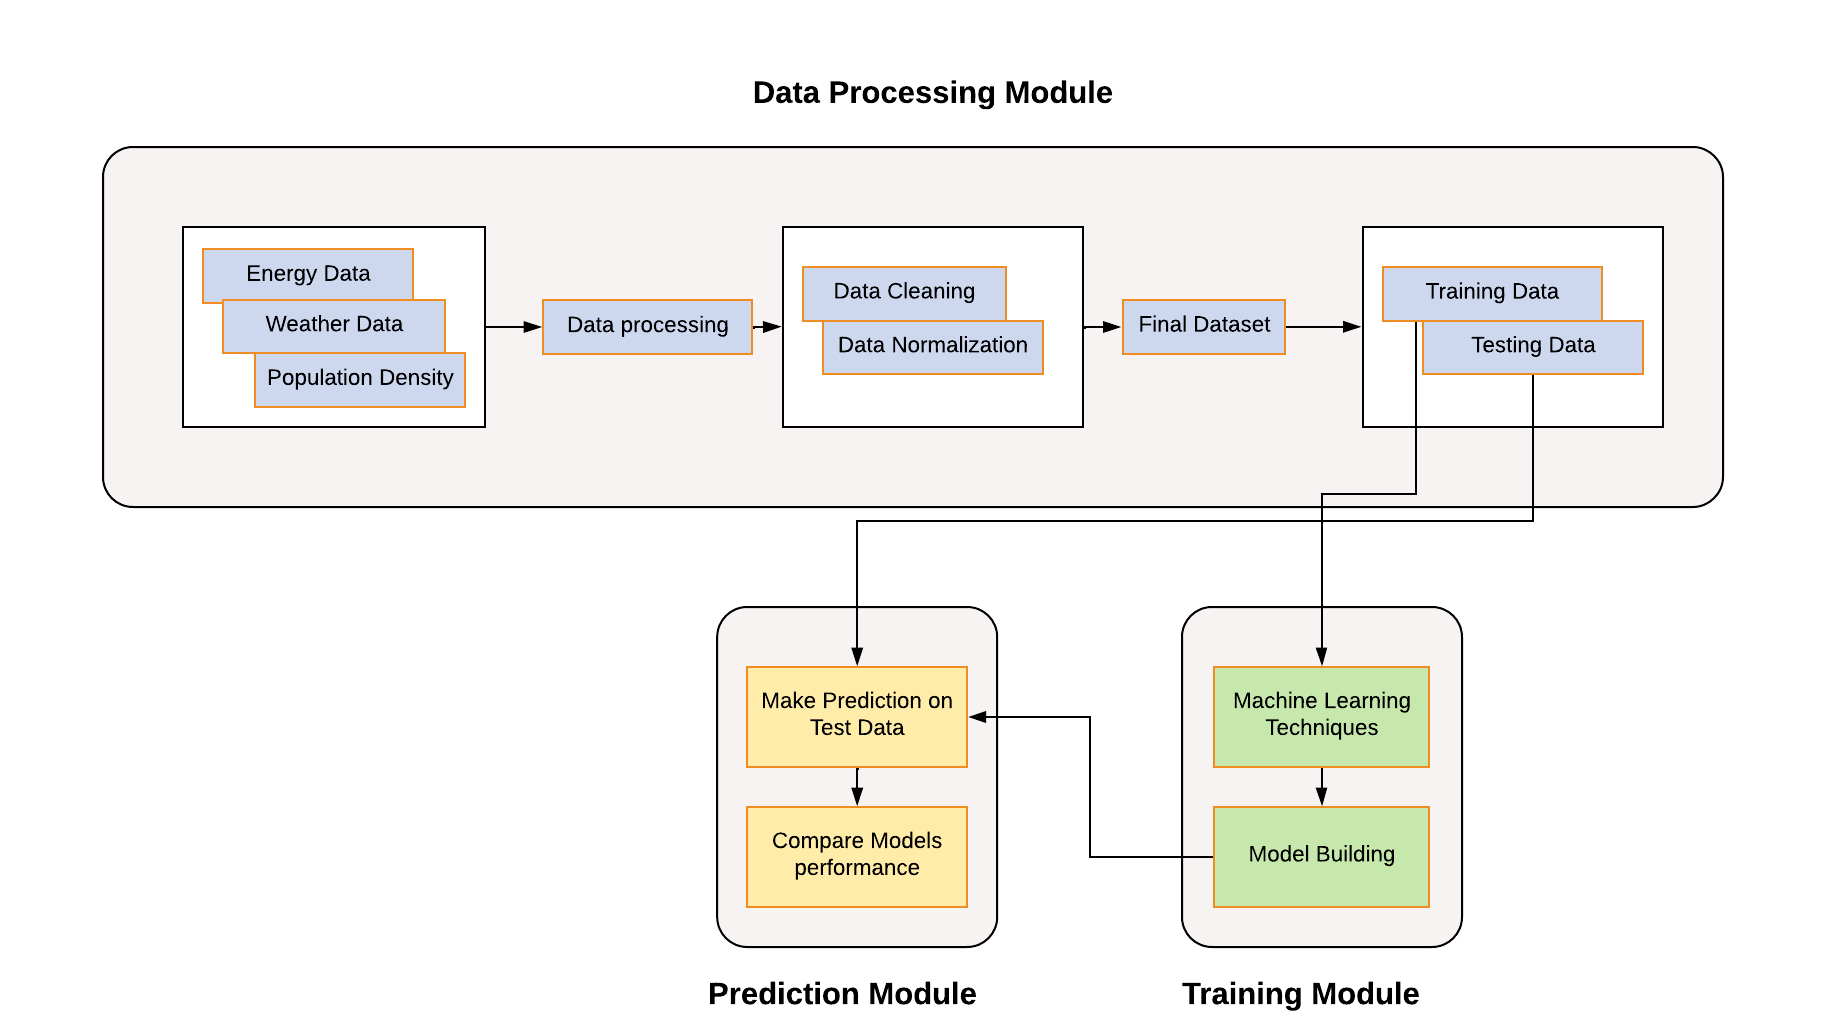 Data Processing Module
Energy Data
Weather Data
Population Density
Data processing
Data Cleaning
Data Normalization
Final Dataset
Training Data
Testing Data
Make Prediction on
Test Data
Compare Models
performance
Machine Learning
Techniques
Model Building
Prediction Module
Training Module